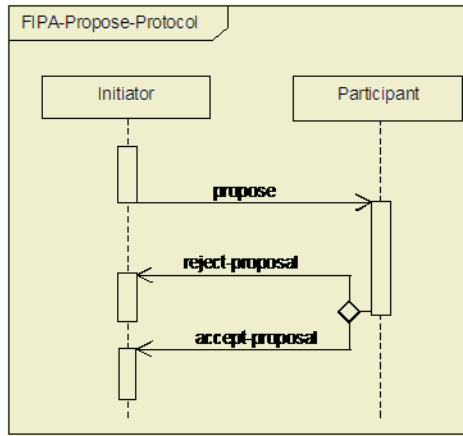 FIPA-Propose-Protocol
Initiator
Participant
propose
reject-proposal
accept-proposal